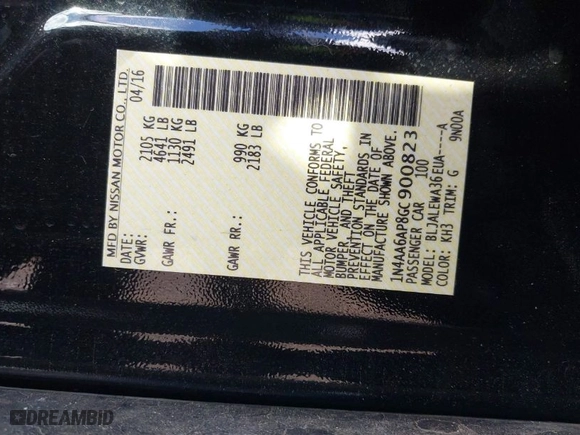 MFD BY NISSAN MOTOR CO., LTD.
DATE: 04/16
GVWR: 2105 KG
4641 LB
GAWR FR.: 1130 KG
2491 LB
GAWR RR.: 990 KG
2183 LB
THIS VEHICLE CONFORMS TO
ALL APPLICABLE FEDERAL
MOTOR VEHICLE SAFETY,
BUMPER, AND THEFT
PREVENTION STANDARDS IN
EFFECT ON THE DATE OF
MANUFACTURE SHOWN ABOVE.
1N4AA6AP8GC900823
PASSENGER CAR 100
MODEL: BLJALEWA36EUA----A
COLOR: KH3 TRIM: G 9N00A
DREAMBID